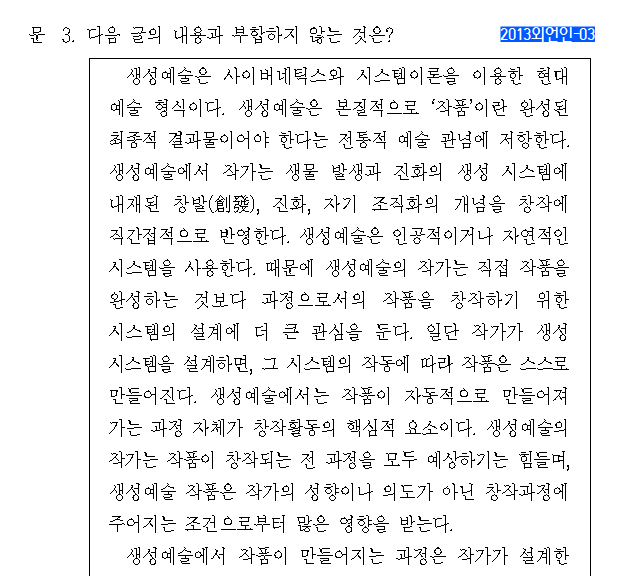 문 3. 다음 글의 내용과 부합하지 않는 것은? 2013외언인-03
생성예술은 사이버네틱스와 시스템이론을 이용한 현대
예술 형식이다. 생성예술은 본질적으로 ‘작품’이란 완성된
최종적 결과물이어야 한다는 전통적 예술 관념에 저항한다.
생성예술에서 작가는 생물 발생과 진화의 생성 시스템에
내재된 창발(創發), 진화, 자기 조직화의 개념을 창작에
직간접적으로 반영한다. 생성예술은 인공적이거나 자연적인
시스템을 사용한다. 때문에 생성예술의 작가는 직접 작품을
완성하는 것보다 과정으로서의 작품을 창작하기 위한
시스템의 설계에 더 큰 관심을 둔다. 일단 작가가 생성
시스템을 설계하면, 그 시스템의 작동에 따라 작품은 스스로
만들어진다. 생성예술에서는 작품이 자동적으로 만들어져
가는 과정 자체가 창작활동의 핵심적 요소이다. 생성예술의
작가는 작품이 창작되는 전 과정을 모두 예상하기는 힘들며,
생성예술 작품은 작가의 성향이나 의도가 아닌 창작과정에
주어지는 조건으로부터 많은 영향을 받는다.
생성예술에서 작품이 만들어지는 과정은 작가가 설계한